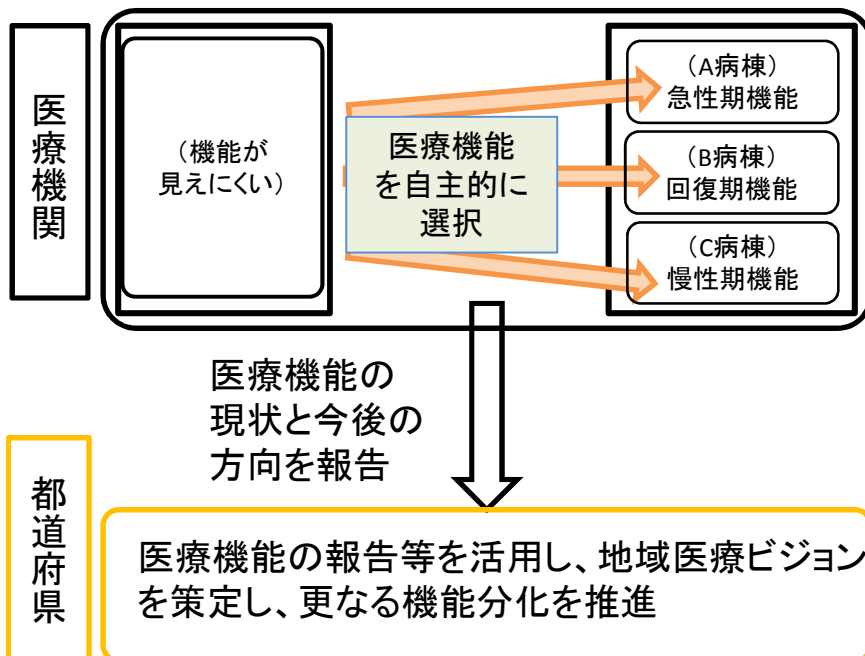 医療機関
（機能が
見えにくい）
医療機能
を自主的に
選択
（A病棟）
急性期機能
（B病棟）
回復期機能
（C病棟）
慢性期機能
医療機能の
現状と今後の
方向を報告
都道府県
医療機能の報告等を活用し、地域医療ビジョン
を策定し、更なる機能分化を推進